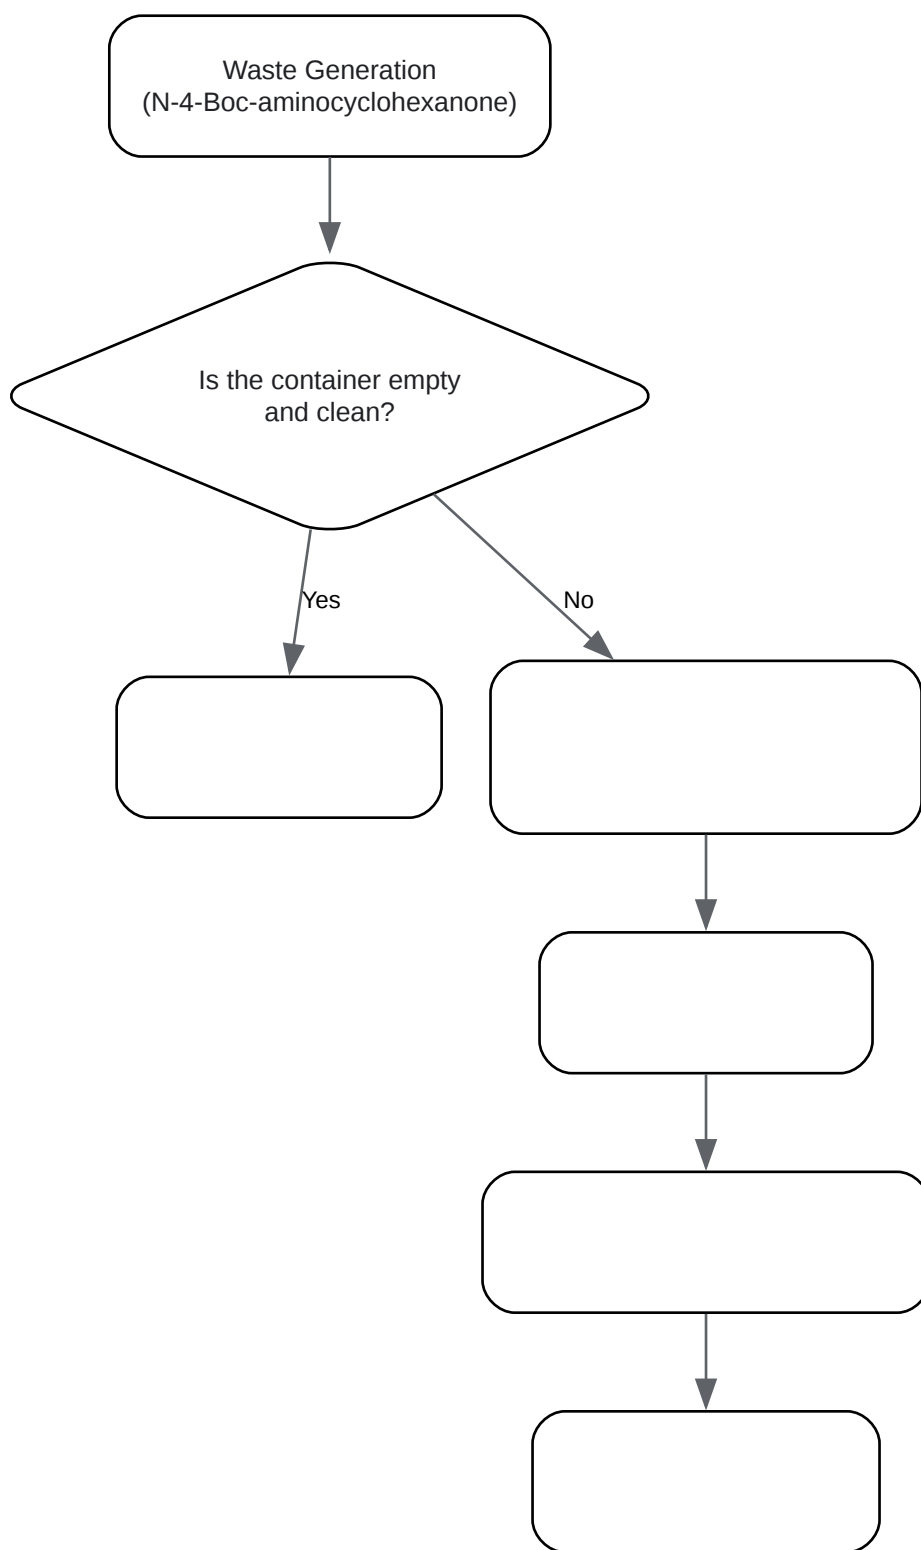 Waste Generation
(N-4-Boc-aminocyclohexanone)
Is the container empty
and clean?
Yes
No